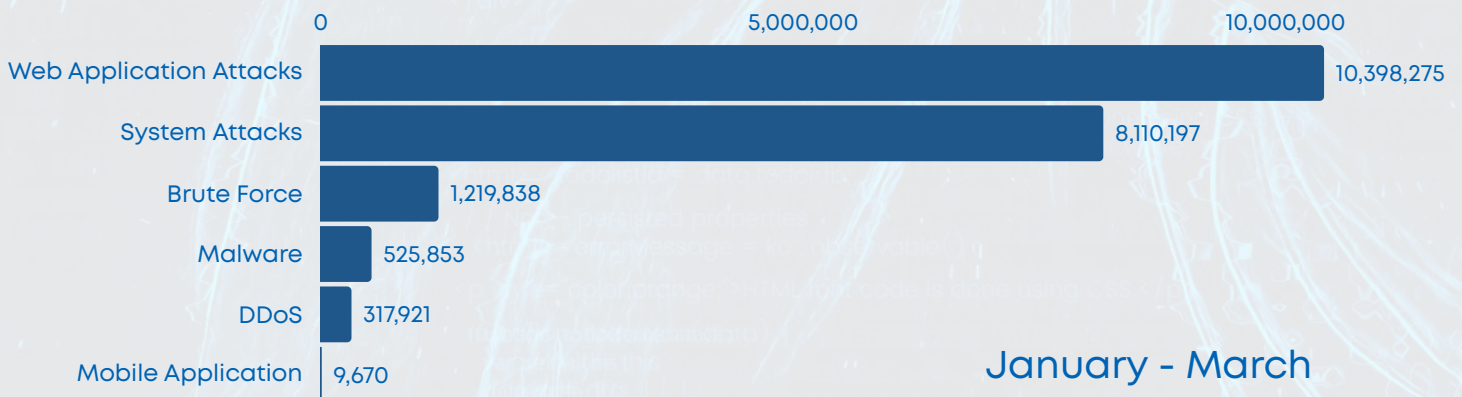 0 5,000,000 10,000,000
Web Application Attacks 10,398,275
System Attacks 8,110,197
Brute Force 1,219,838
Malware 525,853
DDoS 317,921
Mobile Application 9,670
January - March